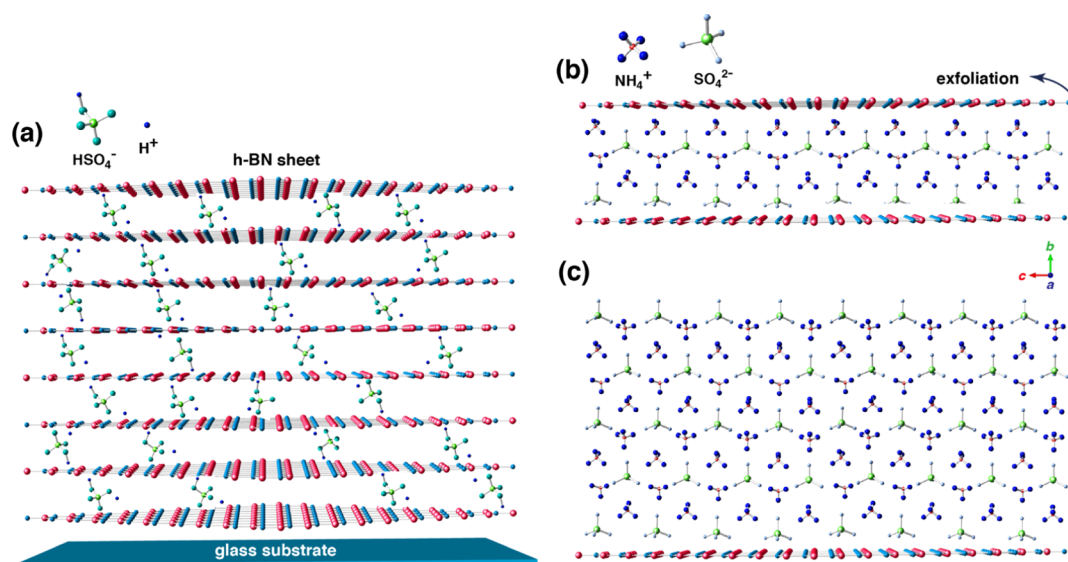 (a)
HSO₄⁻
H⁺
h-BN sheet
glass substrate
(b)
NH₄⁺
SO₄²⁻
exfoliation
(c)
b
c
a